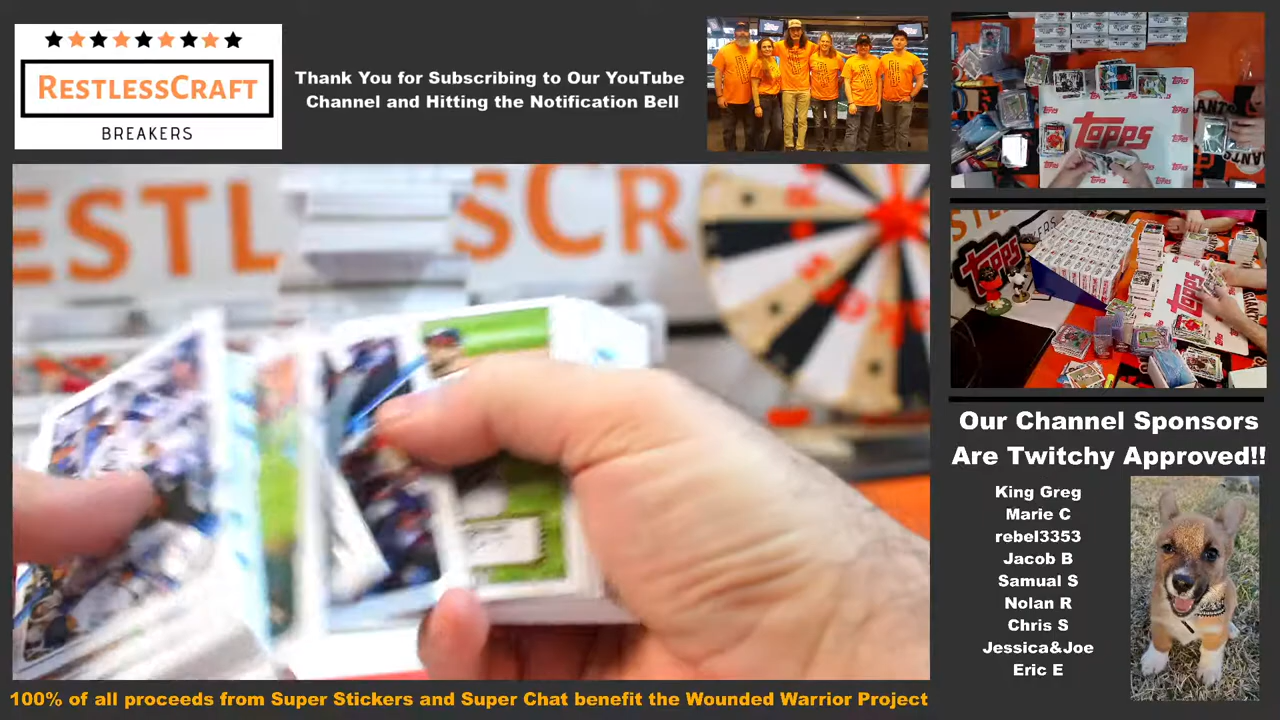 RESTLESSCRAFT
BREAKERS
Thank You for Subscribing to Our YouTube
Channel and Hitting the Notification Bell
ESTL SCR
TOPPS
GIANTS
TOPPS
TOPPS
Our Channel Sponsors
Are Twitchy Approved!!
King Greg
Marie C
rebel3353
Jacob B
Samual S
Nolan R
Chris S
Jessica&Joe
Eric E
100% of all proceeds from Super Stickers and Super Chat benefit the Wounded Warrior Project